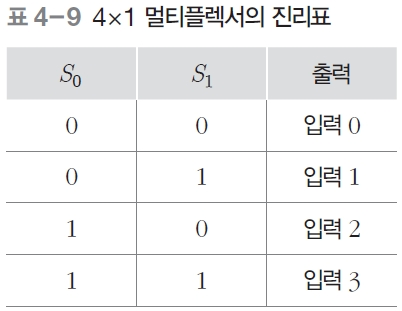 표 4-9 4×1 멀티플렉서의 진리표
S₀ S₁ 출력
0 0 입력 0
0 1 입력 1
1 0 입력 2
1 1 입력 3